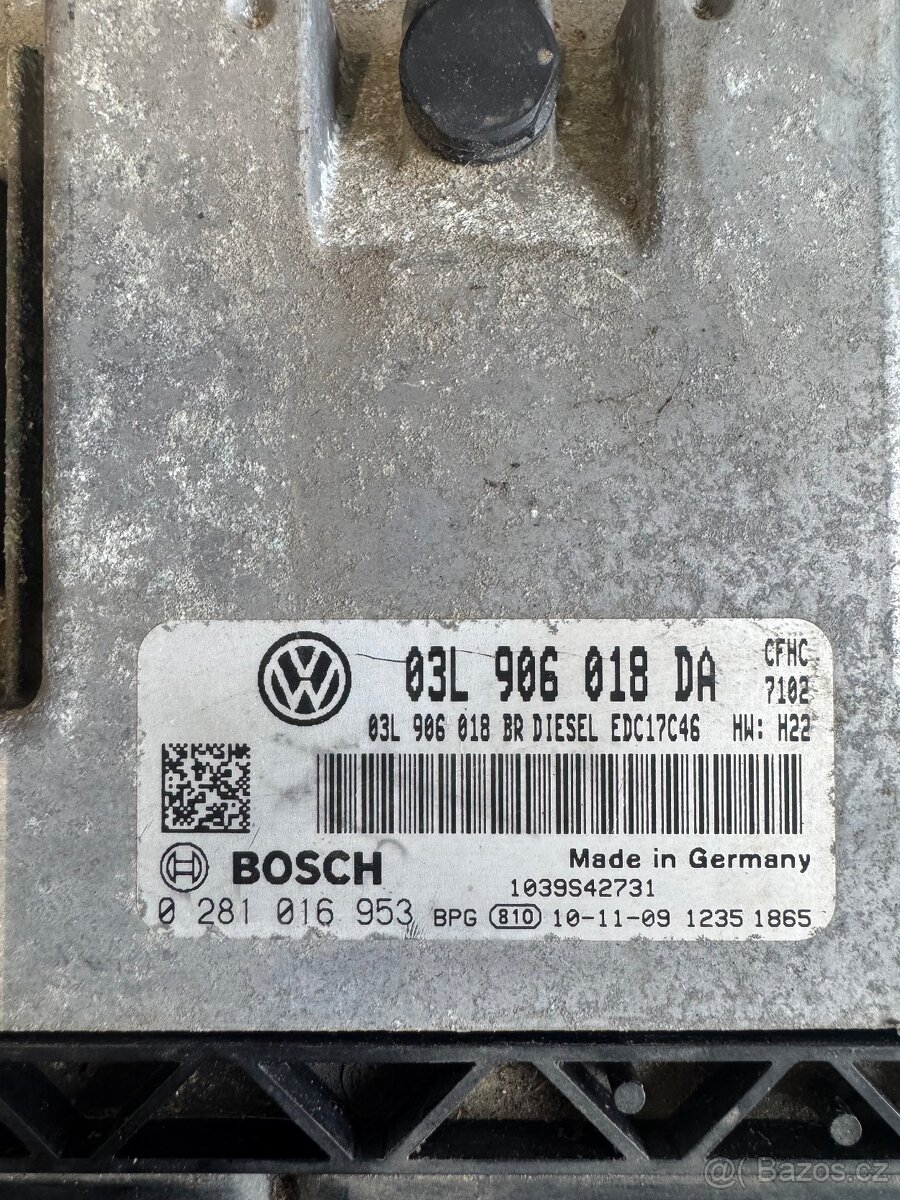 03L 906 018 DA CFHC
7102
03L 906 018 BR DIESEL EDC17C46 HW: H22
BOSCH Made in Germany
1039S42731
0 281 016 953 BPG 810 10-11-09 1235 1865
@( Bazos.cz